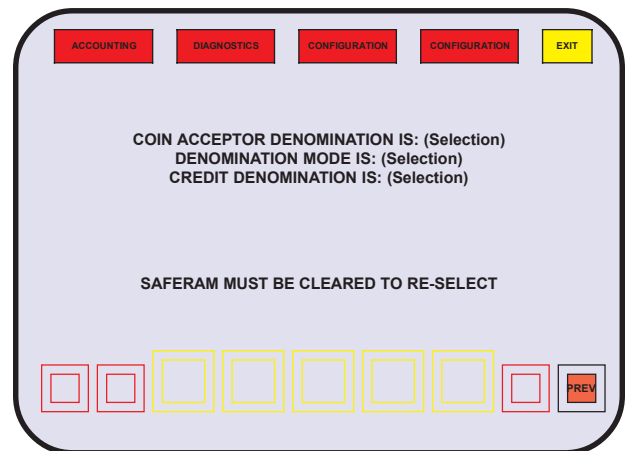 ACCOUNTING DIAGNOSTICS CONFIGURATION CONFIGURATION EXIT
COIN ACCEPTOR DENOMINATION IS: (Selection)
DENOMINATION MODE IS: (Selection)
CREDIT DENOMINATION IS: (Selection)
SAFERAM MUST BE CLEARED TO RE-SELECT
PREV